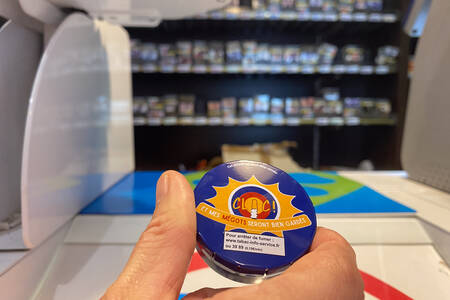 CLAC!
ET MES MÉGOTS SERONT BIEN GARDÉS
Pour arrêter de fumer :
www.tabac-info-service.fr
ou 39 89